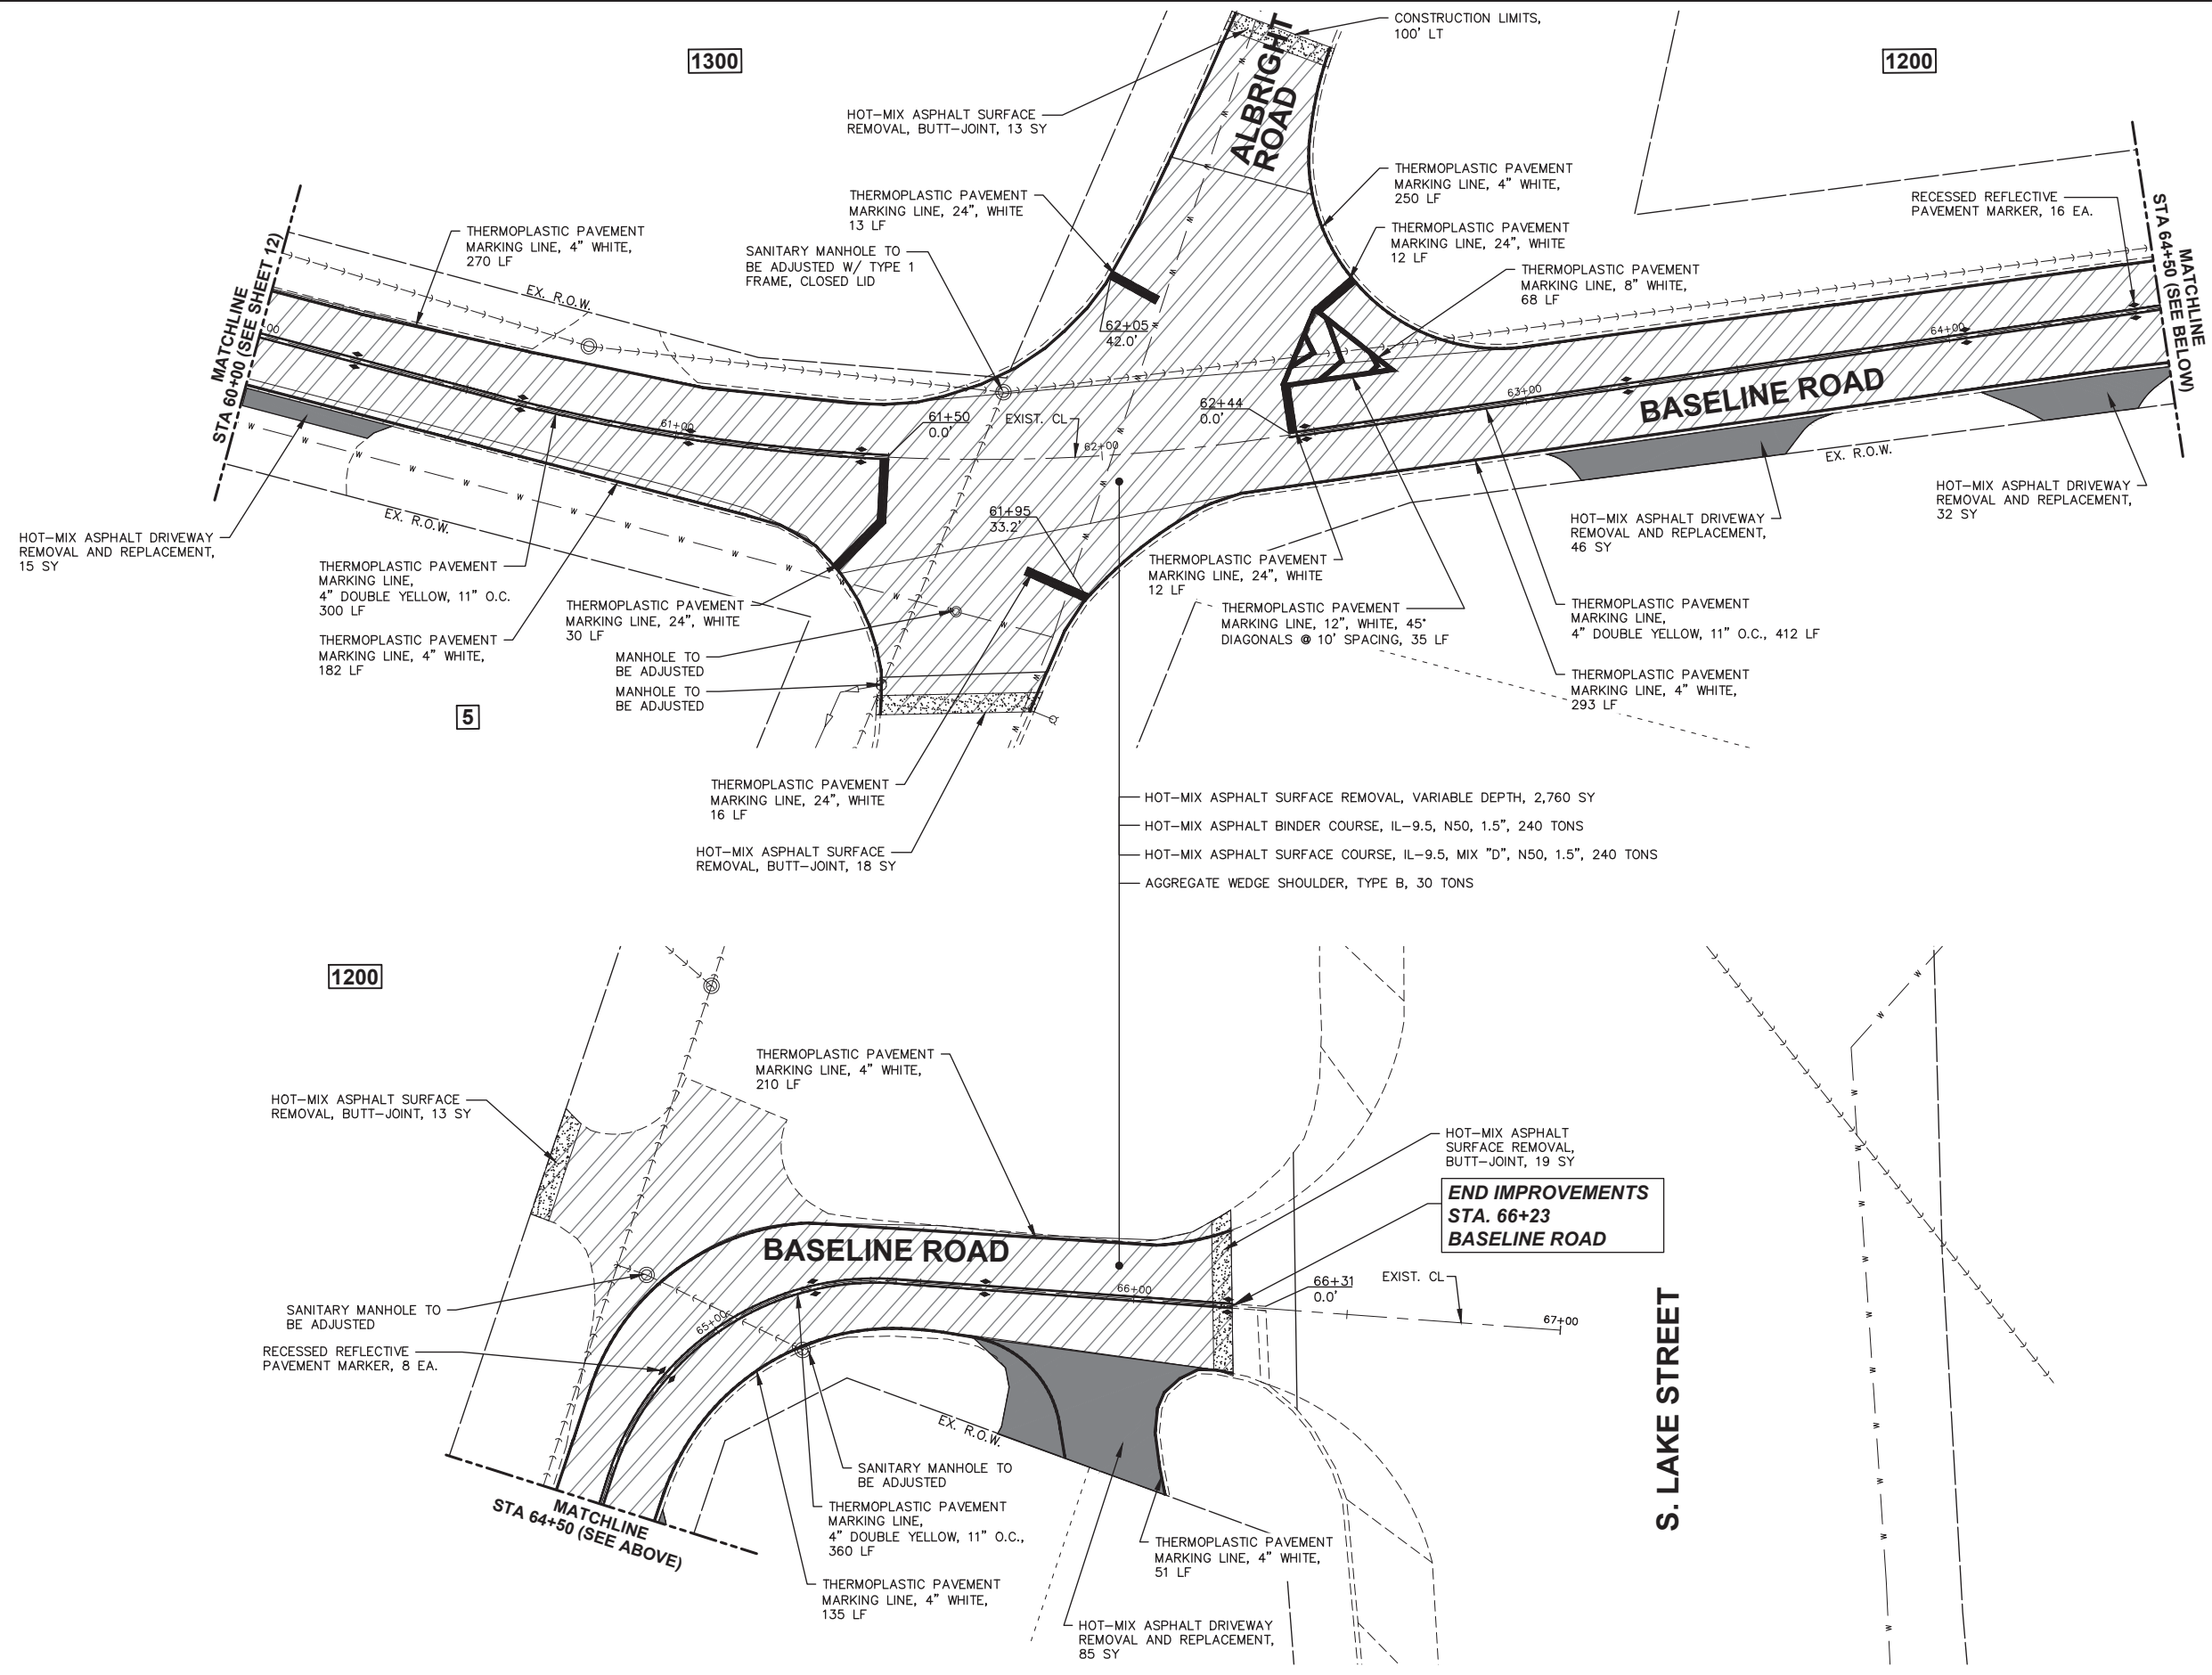 1300
1200
CONSTRUCTION LIMITS,
100' LT
ALBRIGHT
ROAD
HOT-MIX ASPHALT SURFACE
REMOVAL, BUTT-JOINT, 13 SY
THERMOPLASTIC PAVEMENT
MARKING LINE, 24", WHITE
13 LF
THERMOPLASTIC PAVEMENT
MARKING LINE, 4" WHITE,
250 LF
RECESSED REFLECTIVE
PAVEMENT MARKER, 16 EA.
THERMOPLASTIC PAVEMENT
MARKING LINE, 4" WHITE,
270 LF
SANITARY MANHOLE TO
BE ADJUSTED W/ TYPE 1
FRAME, CLOSED LID
THERMOPLASTIC PAVEMENT
MARKING LINE, 24", WHITE
12 LF
THERMOPLASTIC PAVEMENT
MARKING LINE, 8" WHITE,
68 LF
MATCHLINE
STA 60+00 (SEE SHEET 12)
MATCHLINE
STA 64+50 (SEE BELOW)
EX. R.O.W.
00
61+00
61+50
0.0'
EXIST. CL
62+00
62+05
42.0'
62+44
0.0'
63+00
64+00
BASELINE ROAD
EX. R.O.W.
EX. R.O.W.
61+95
33.2'
HOT-MIX ASPHALT DRIVEWAY
REMOVAL AND REPLACEMENT,
15 SY
THERMOPLASTIC PAVEMENT
MARKING LINE,
4" DOUBLE YELLOW, 11" O.C.
300 LF
THERMOPLASTIC PAVEMENT
MARKING LINE, 4" WHITE,
182 LF
THERMOPLASTIC PAVEMENT
MARKING LINE, 24", WHITE
30 LF
MANHOLE TO
BE ADJUSTED
MANHOLE TO
BE ADJUSTED
THERMOPLASTIC PAVEMENT
MARKING LINE, 24", WHITE
12 LF
THERMOPLASTIC PAVEMENT
MARKING LINE, 12", WHITE, 45°
DIAGONALS @ 10' SPACING, 35 LF
HOT-MIX ASPHALT DRIVEWAY
REMOVAL AND REPLACEMENT,
46 SY
HOT-MIX ASPHALT DRIVEWAY
REMOVAL AND REPLACEMENT,
32 SY
THERMOPLASTIC PAVEMENT
MARKING LINE,
4" DOUBLE YELLOW, 11" O.C., 412 LF
THERMOPLASTIC PAVEMENT
MARKING LINE, 4" WHITE,
293 LF
5
THERMOPLASTIC PAVEMENT
MARKING LINE, 24", WHITE
16 LF
HOT-MIX ASPHALT SURFACE
REMOVAL, BUTT-JOINT, 18 SY
HOT-MIX ASPHALT SURFACE REMOVAL, VARIABLE DEPTH, 2,760 SY
HOT-MIX ASPHALT BINDER COURSE, IL-9.5, N50, 1.5", 240 TONS
HOT-MIX ASPHALT SURFACE COURSE, IL-9.5, MIX "D", N50, 1.5", 240 TONS
AGGREGATE WEDGE SHOULDER, TYPE B, 30 TONS
1200
THERMOPLASTIC PAVEMENT
MARKING LINE, 4" WHITE,
210 LF
HOT-MIX ASPHALT SURFACE
REMOVAL, BUTT-JOINT, 13 SY
HOT-MIX ASPHALT
SURFACE REMOVAL,
BUTT-JOINT, 19 SY
END IMPROVEMENTS
STA. 66+23
BASELINE ROAD
BASELINE ROAD
SANITARY MANHOLE TO
BE ADJUSTED
RECESSED REFLECTIVE
PAVEMENT MARKER, 8 EA.
65+00
66+00
66+31
0.0'
EXIST. CL
67+00
S. LAKE STREET
EX. R.O.W.
MATCHLINE
STA 64+50 (SEE ABOVE)
SANITARY MANHOLE TO
BE ADJUSTED
THERMOPLASTIC PAVEMENT
MARKING LINE,
4" DOUBLE YELLOW, 11" O.C.,
360 LF
THERMOPLASTIC PAVEMENT
MARKING LINE, 4" WHITE,
135 LF
THERMOPLASTIC PAVEMENT
MARKING LINE, 4" WHITE,
51 LF
HOT-MIX ASPHALT DRIVEWAY
REMOVAL AND REPLACEMENT,
85 SY